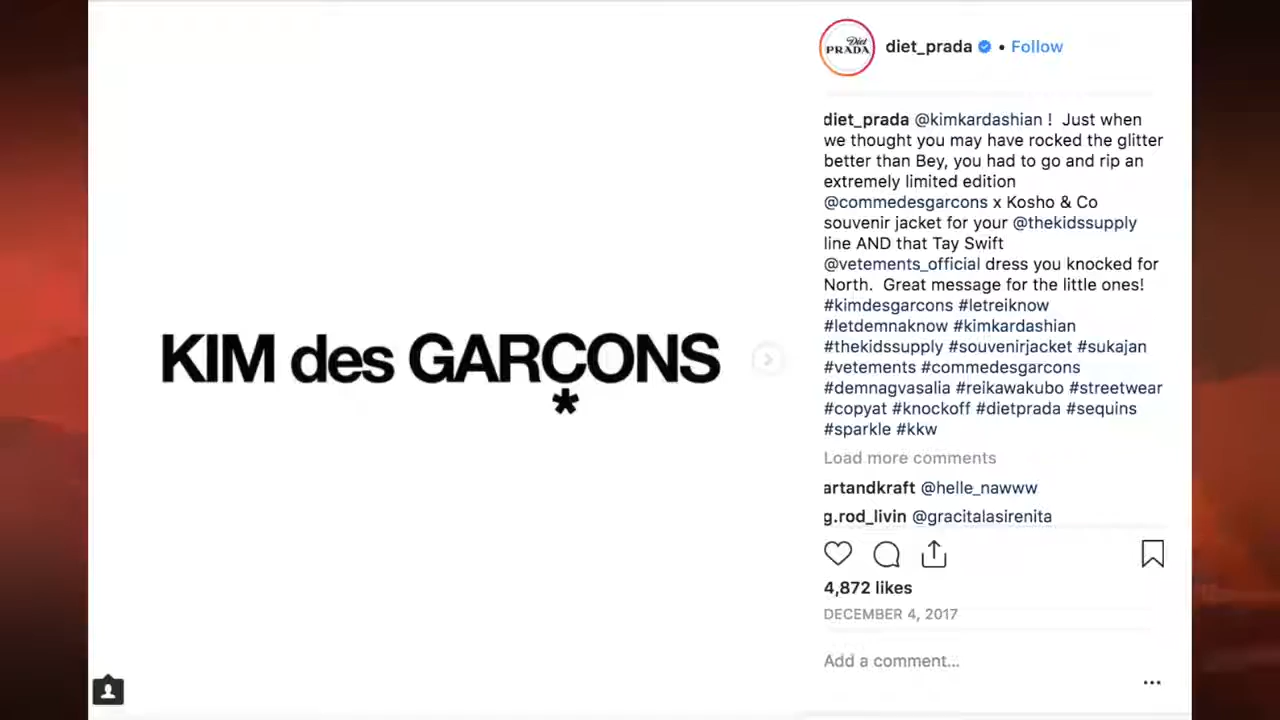 KIM des GARÇONS
*
Diet
PRADA
diet_prada • Follow
diet_prada @kimkardashian ! Just when
we thought you may have rocked the glitter
better than Bey, you had to go and rip an
extremely limited edition
@commedesgarcons x Kosho & Co
souvenir jacket for your @thekidssupply
line AND that Tay Swift
@vetements_official dress you knocked for
North. Great message for the little ones!
#kimdesgarcons #letreiknow
#letdemnaknow #kimkardashian
#thekidssupply #souvenirjacket #sukajan
#vetements #commedesgarcons
#demnagvasalia #reikawakubo #streetwear
#copyat #knockoff #dietprada #sequins
#sparkle #kkw
Load more comments
artandkraft @helle_nawww
g.rod_livin @gracitalasirenita
4,872 likes
DECEMBER 4, 2017
Add a comment...